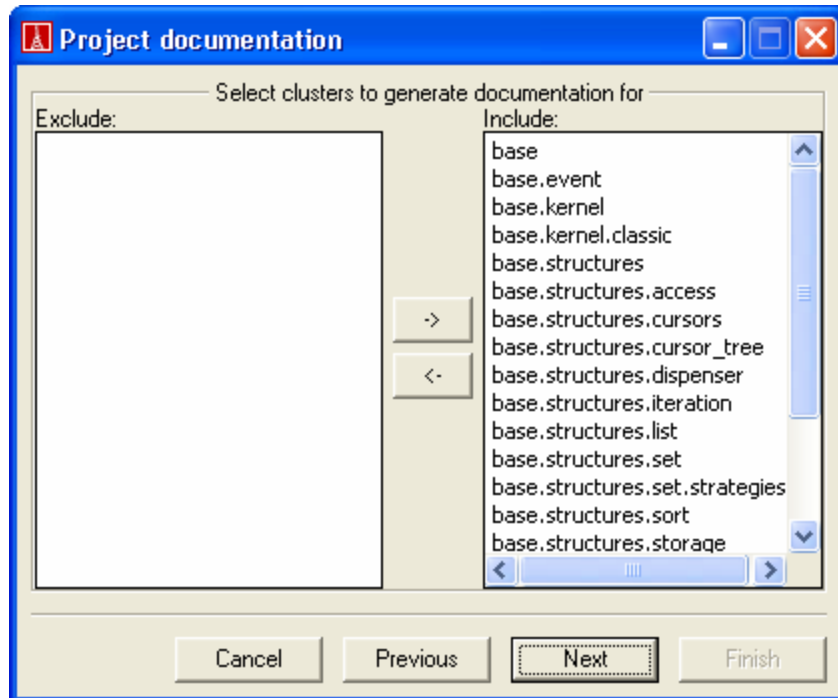 Project documentation
Select clusters to generate documentation for
Exclude:
Include:
base
base.event
base.kernel
base.kernel.classic
base.structures
base.structures.access
base.structures.cursors
base.structures.cursor_tree
base.structures.dispenser
base.structures.iteration
base.structures.list
base.structures.set
base.structures.set.strategies
base.structures.sort
base.structures.storage
->
<-
Cancel
Previous
Next
Finish